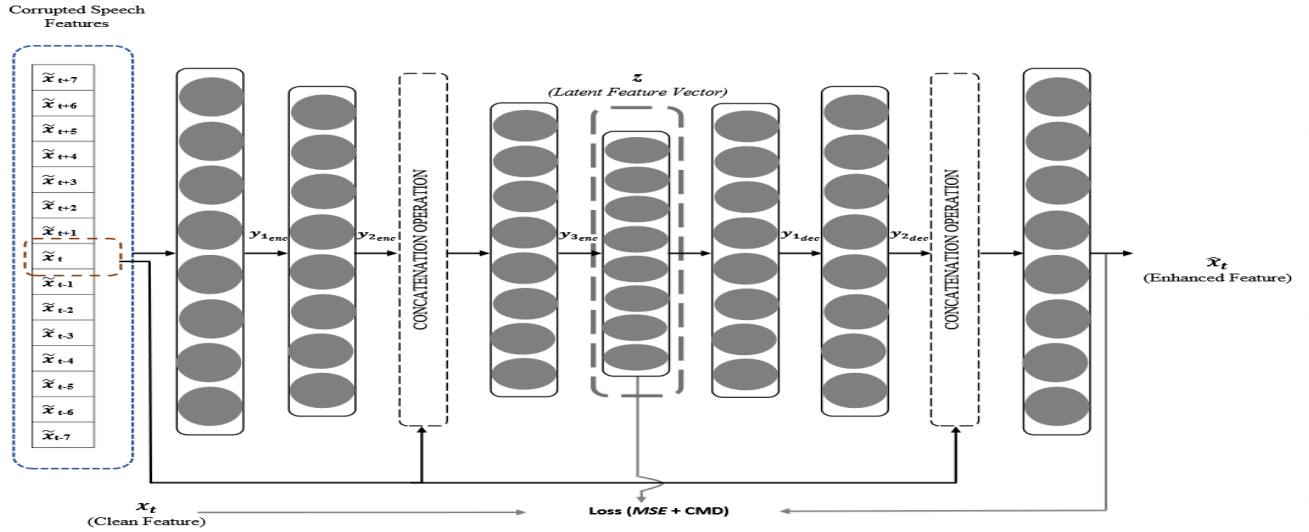 Corrupted Speech
Features
x̃ t+7
x̃ t+6
x̃ t+5
x̃ t+4
x̃ t+3
x̃ t+2
x̃ t+1
x̃ t
x̃ t-1
x̃ t-2
x̃ t-3
x̃ t-4
x̃ t-5
x̃ t-6
x̃ t-7
y1enc
y2enc
CONCATENATION OPERATION
y3enc
z
(Latent Feature Vector)
y1dec
y2dec
CONCATENATION OPERATION
x̂t
(Enhanced Feature)
xt
(Clean Feature)
Loss (MSE + CMD)